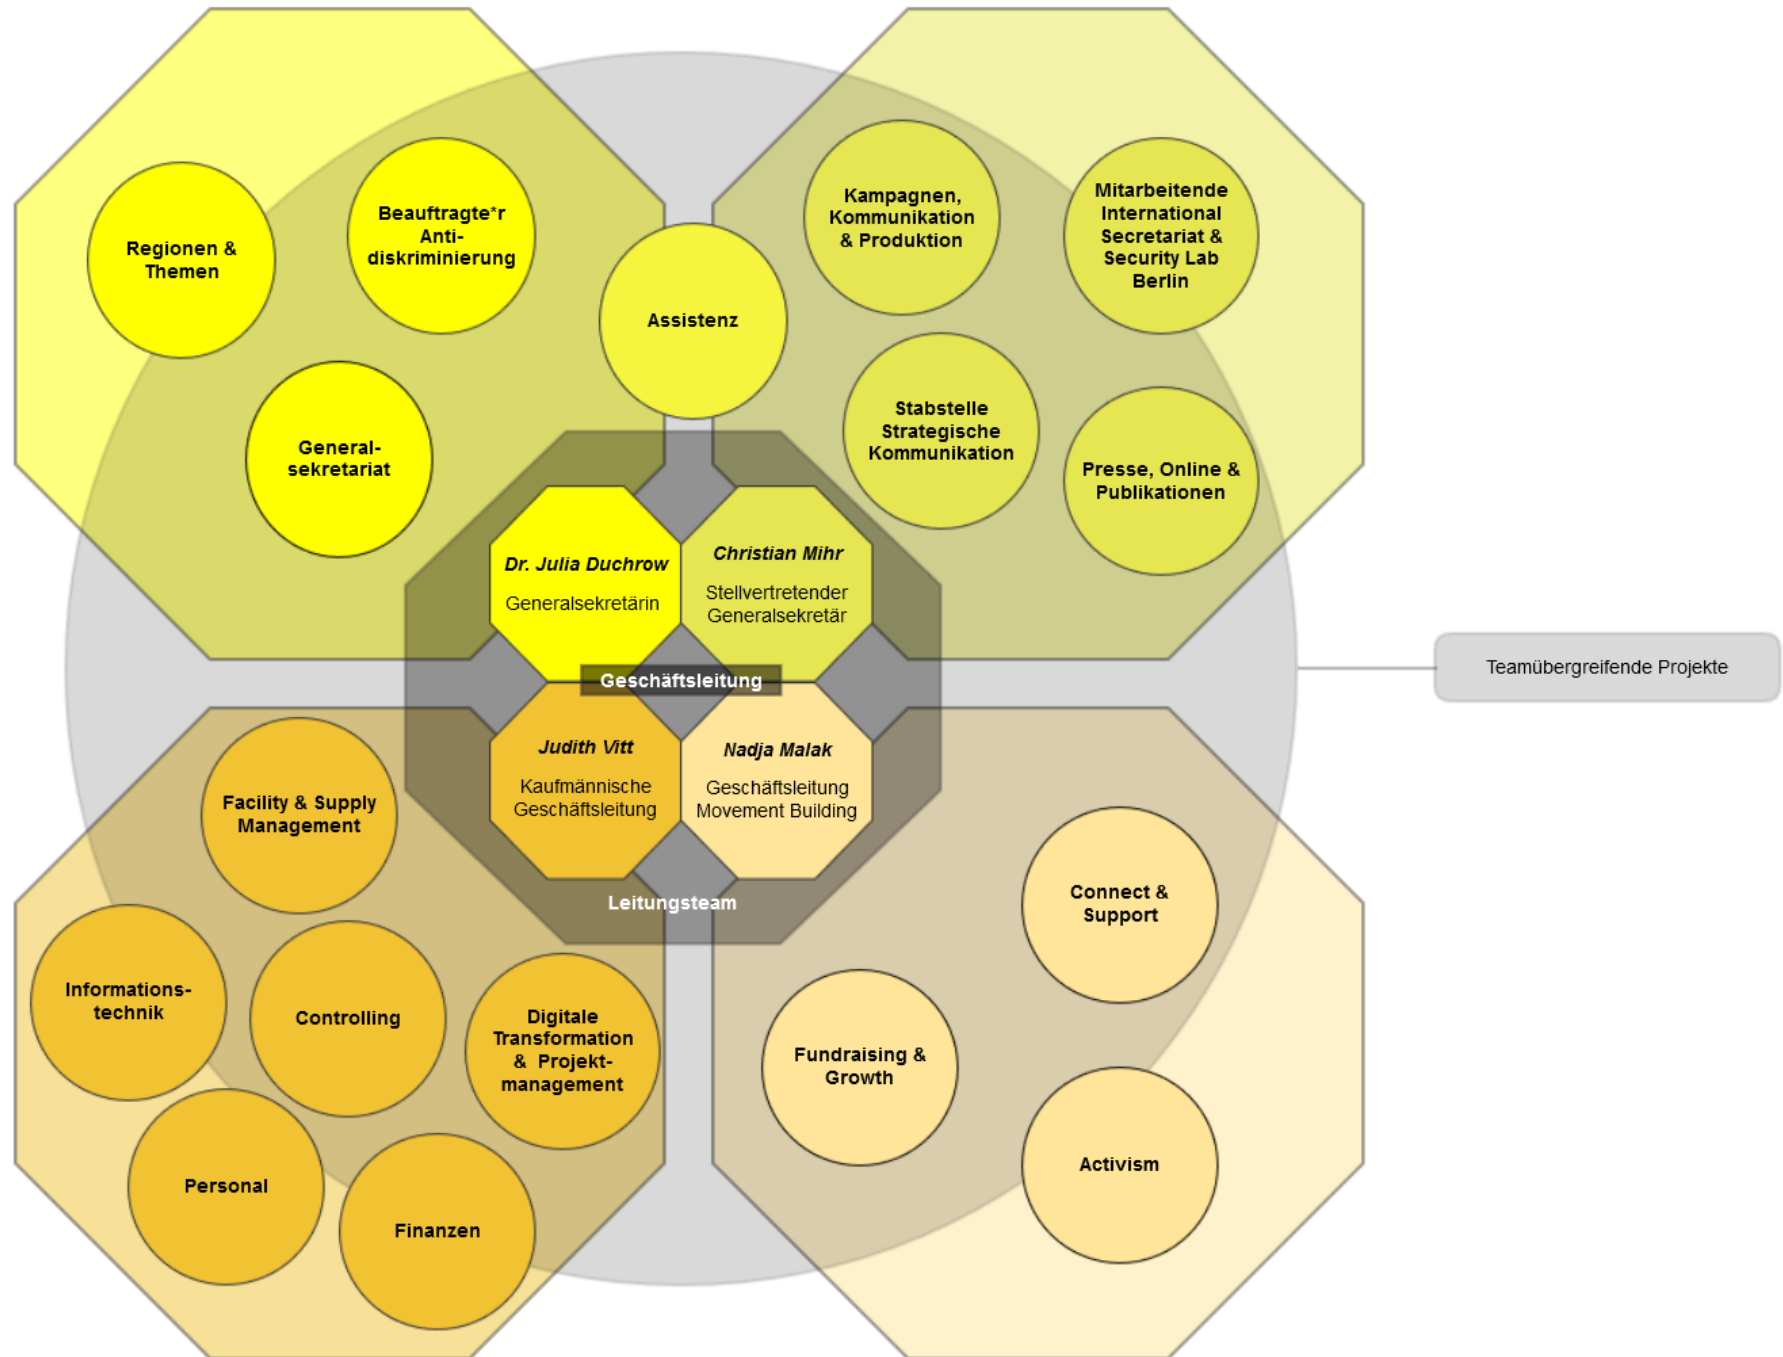 Regionen &
Themen
Beauftragte*r
Anti-
diskriminierung
General-
sekretariat
Assistenz
Kampagnen,
Kommunikation
& Produktion
Mitarbeitende
International
Secretariat &
Security Lab
Berlin
Stabstelle
Strategische
Kommunikation
Presse, Online &
Publikationen
Dr. Julia Duchrow
Generalsekretärin
Christian Mihr
Stellvertretender
Generalsekretär
Geschäftsleitung
Teamübergreifende Projekte
Judith Vitt
Kaufmännische
Geschäftsleitung
Nadja Malak
Geschäftsleitung
Movement Building
Leitungsteam
Facility & Supply
Management
Informations-
technik
Controlling
Digitale
Transformation
& Projekt-
management
Personal
Finanzen
Connect &
Support
Fundraising &
Growth
Activism